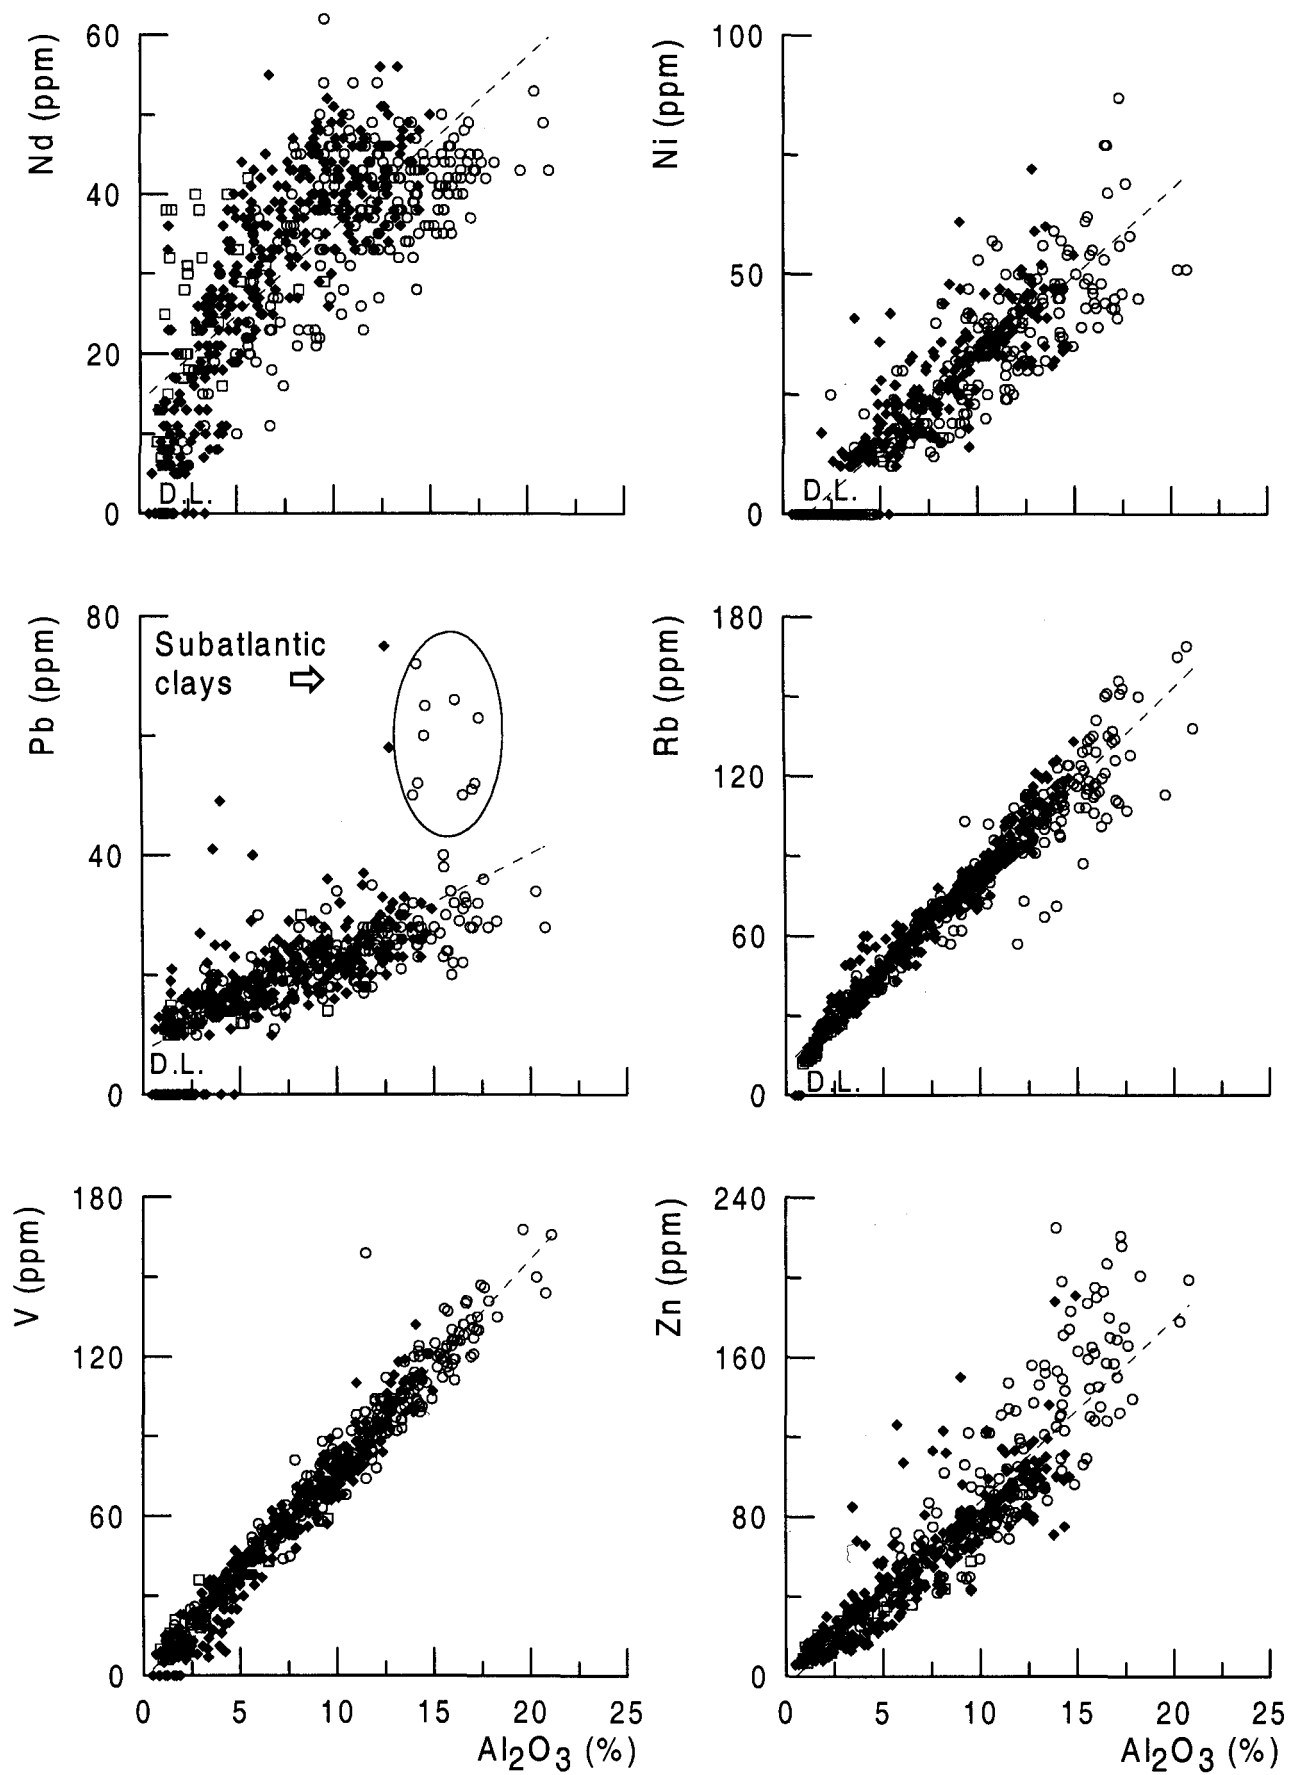 Nd (ppm)
60
40
20
0
D.L.
Ni (ppm)
100
50
0
D.L.
Pb (ppm)
80
40
0
Subatlantic
clays
D.L.
Rb (ppm)
180
120
60
0
D.L.
V (ppm)
180
120
60
0
0 5 10 15 20 25
Al₂O₃ (%)
Zn (ppm)
240
160
80
0
0 5 10 15 20 25
Al₂O₃ (%)